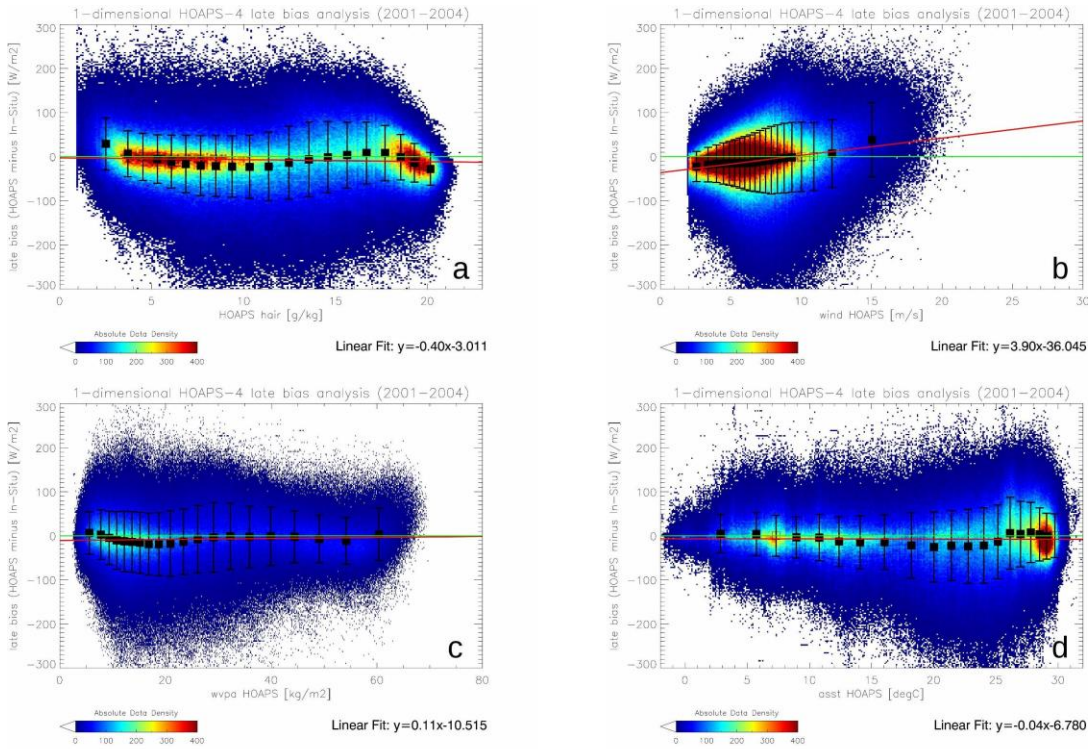 1-dimensional HOAPS-4 late bias analysis (2001-2004)
late bias (HOAPS minus In-Situ) [W/m2]
300
200
100
0
-100
-200
-300
a
0 5 10 15 20
HOAPS hair [g/kg]
Absolute Data Density
0 100 200 300 400
Linear Fit: y=-0.40x-3.011
1-dimensional HOAPS-4 late bias analysis (2001-2004)
late bias (HOAPS minus In-Situ) [W/m2]
300
200
100
0
-100
-200
-300
b
0 5 10 15 20 25 30
wind HOAPS [m/s]
Absolute Data Density
0 100 200 300 400
Linear Fit: y=3.90x-36.045
1-dimensional HOAPS-4 late bias analysis (2001-2004)
late bias (HOAPS minus In-Situ) [W/m2]
300
200
100
0
-100
-200
-300
c
0 20 40 60 80
wvpa HOAPS [kg/m2]
Absolute Data Density
0 100 200 300 400
Linear Fit: y=0.11x-10.515
1-dimensional HOAPS-4 late bias analysis (2001-2004)
late bias (HOAPS minus In-Situ) [W/m2]
300
200
100
0
-100
-200
-300
d
0 5 10 15 20 25 30
asst HOAPS [degC]
Absolute Data Density
0 100 200 300 400
Linear Fit: y=-0.04x-6.780